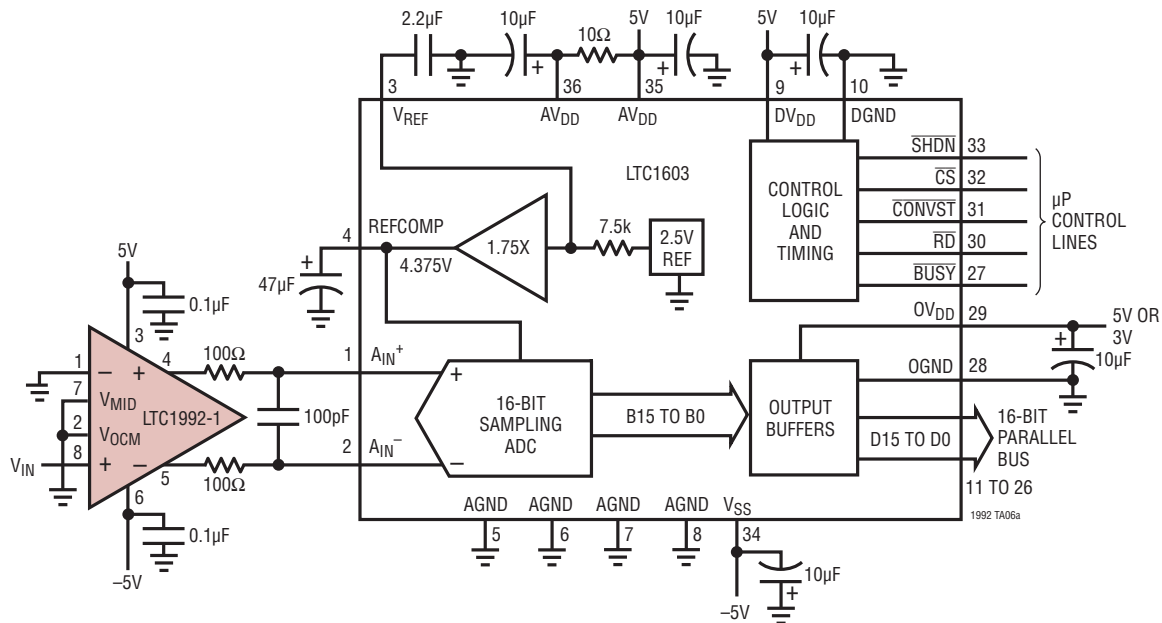 2.2µF
10µF
10Ω
5V
10µF
5V
10µF
+
+
+
3
36
35
9
10
VREF
AVDD
AVDD
DVDD
DGND
LTC1603
CONTROL
LOGIC
AND
TIMING
SHDN 33
CS 32
CONVST 31
RD 30
BUSY 27
µP
CONTROL
LINES
4 REFCOMP
4.375V
1.75X
7.5k
2.5V
REF
+
47µF
OVDD 29
5V OR
3V
+
10µF
OGND 28
5V
0.1µF
3
1 – + 4
100Ω
7 VMID
LTC1992-1
2 VOCM
VIN 8 + – 5
100Ω
6
0.1µF
–5V
100pF
1 AIN+
2 AIN–
+
–
16-BIT
SAMPLING
ADC
B15 TO B0
OUTPUT
BUFFERS
D15 TO D0
16-BIT
PARALLEL
BUS
11 TO 26
1992 TA06a
AGND AGND AGND AGND VSS
5 6 7 8 34
10µF
+
–5V